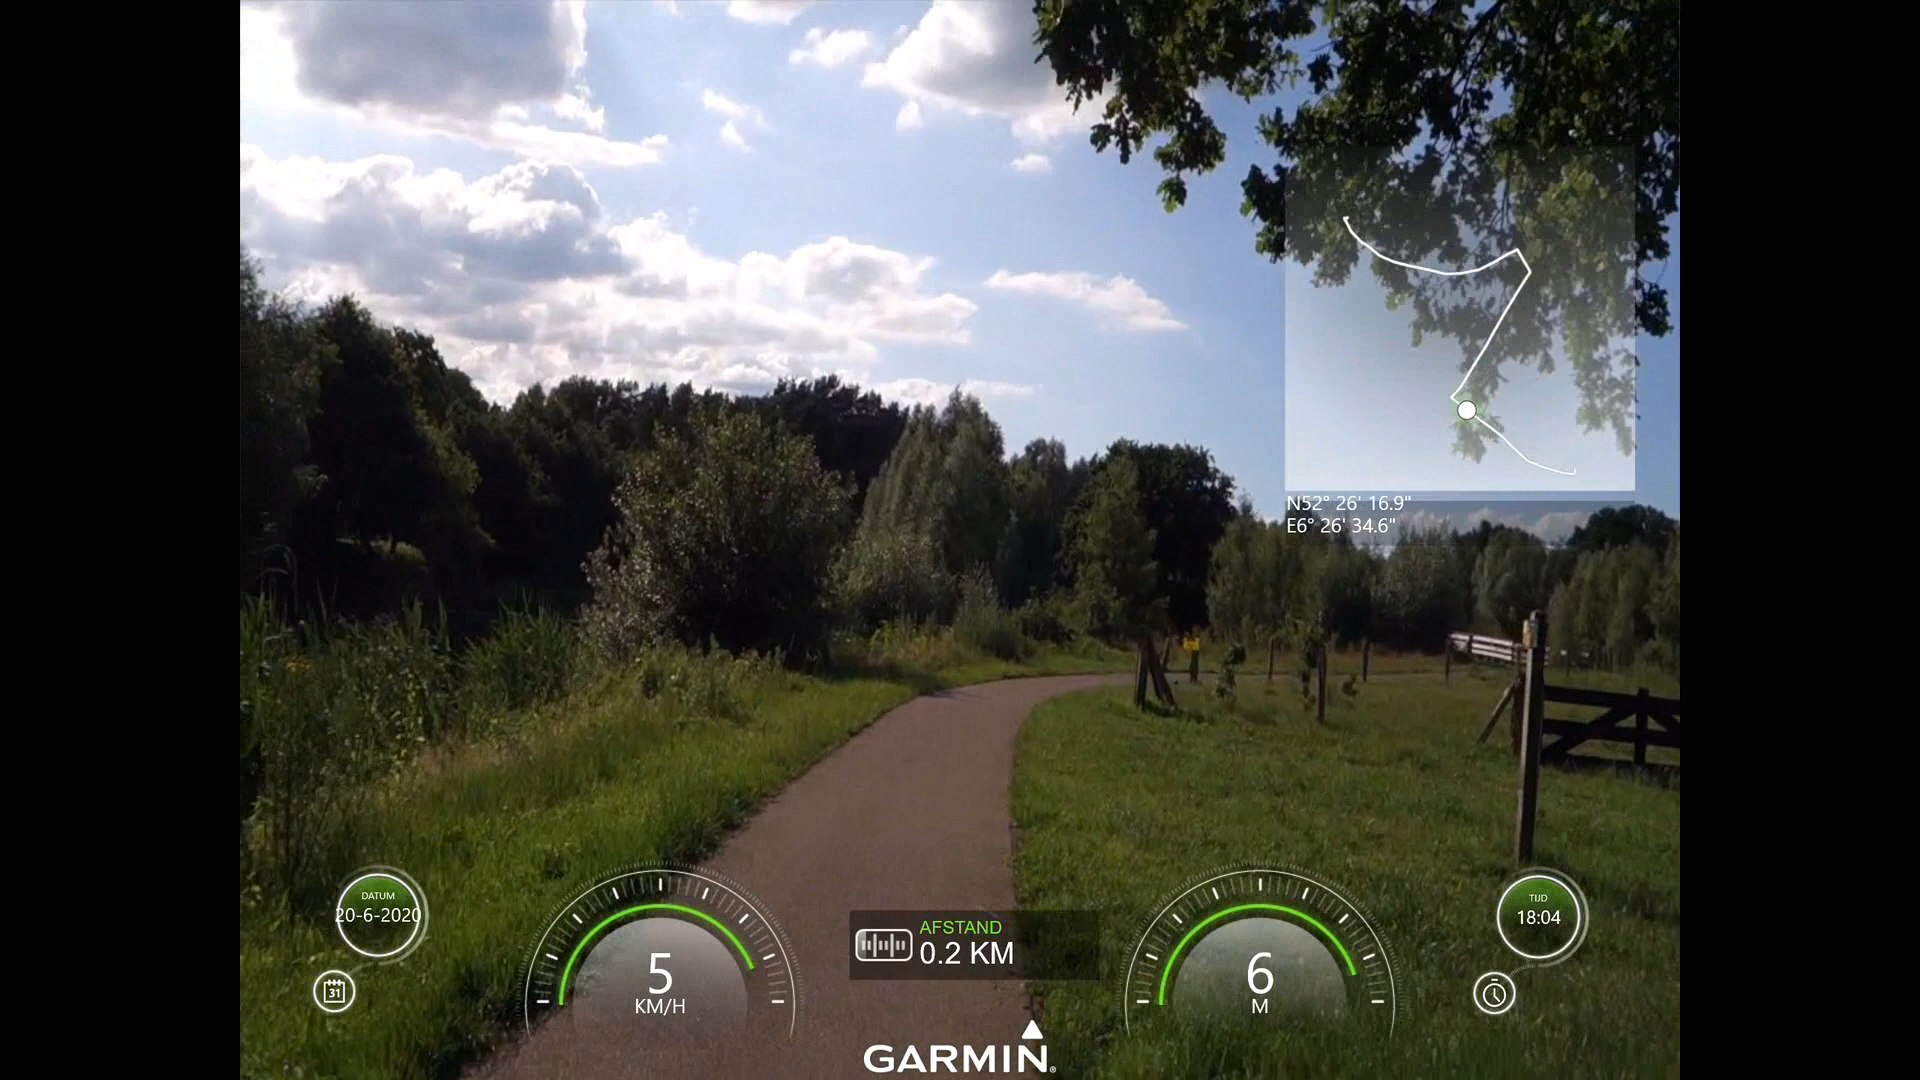 N52° 26' 16.9"
E6° 26' 34.6"
DATUM
20-6-2020
31
5
KM/H
AFSTAND
0.2 KM
6
M
TIJD
18:04
GARMIN